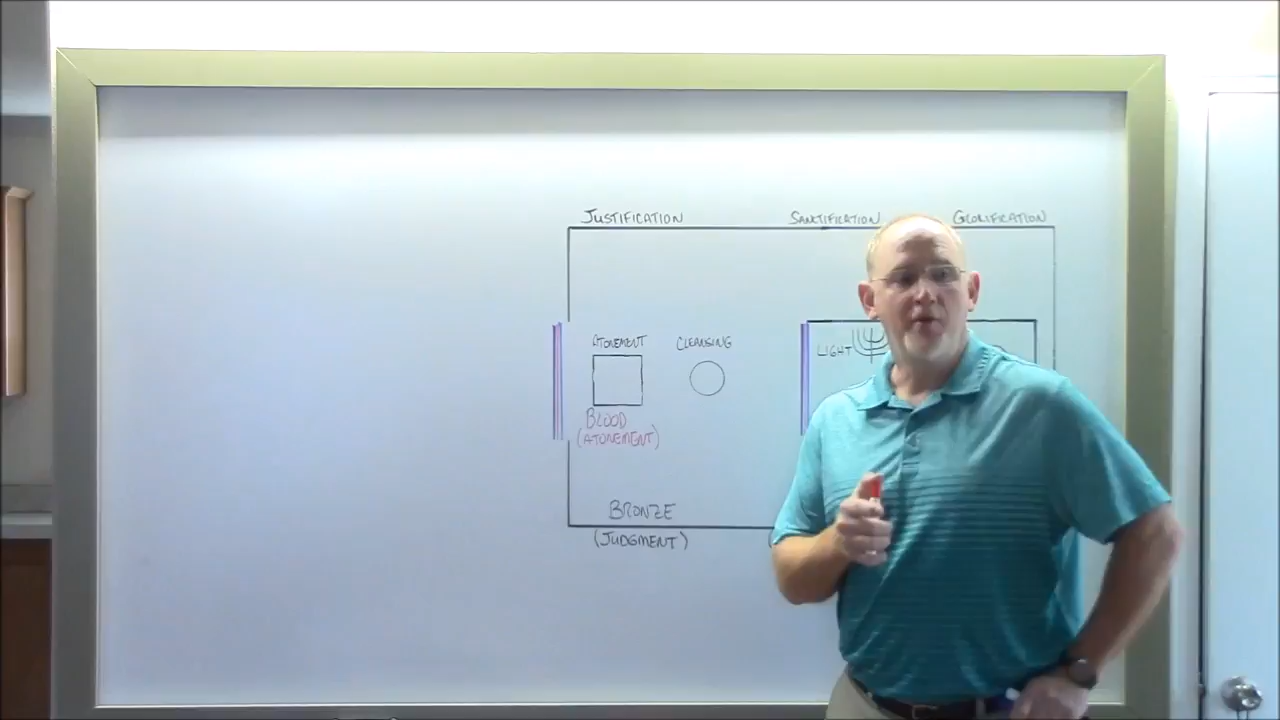 JUSTIFICATION SANCTIFICATION GLORIFICATION
ATONEMENT CLEANSING
LIGHT
BLOOD
(ATONEMENT)
BRONZE
(JUDGMENT)